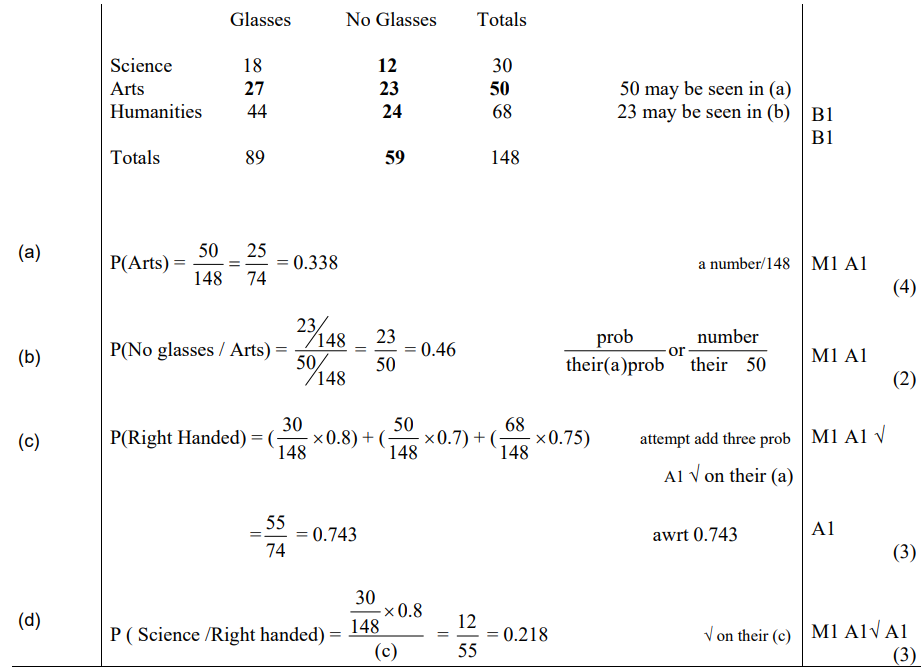 Glasses No Glasses Totals
Science 18 12 30
Arts 27 23 50 50 may be seen in (a)
Humanities 44 24 68 23 may be seen in (b) B1
B1
Totals 89 59 148
(a) P(Arts) = 50/148 = 25/74 = 0.338 a number/148 M1 A1
(4)
(b) P(No glasses / Arts) = (23/148)/(50/148) = 23/50 = 0.46 prob/their(a)prob or number/their 50 M1 A1
(2)
(c) P(Right Handed) = (30/148 ×0.8) + (50/148 ×0.7) + (68/148 ×0.75) attempt add three prob M1 A1 √
A1 √ on their (a)
= 55/74 = 0.743 awrt 0.743 A1
(3)
(d) P ( Science /Right handed) = (30/148 × 0.8)/(c) = 12/55 = 0.218 √ on their (c) M1 A1√ A1
(3)